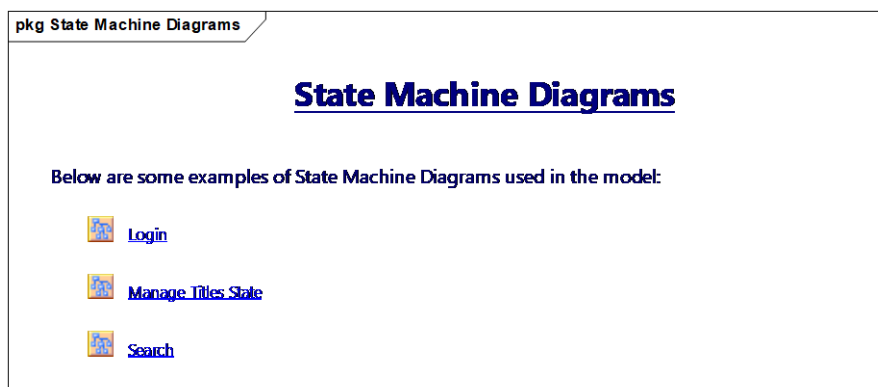 pkg State Machine Diagrams
State Machine Diagrams
Below are some examples of State Machine Diagrams used in the model:
Login
Manage Titles State
Search